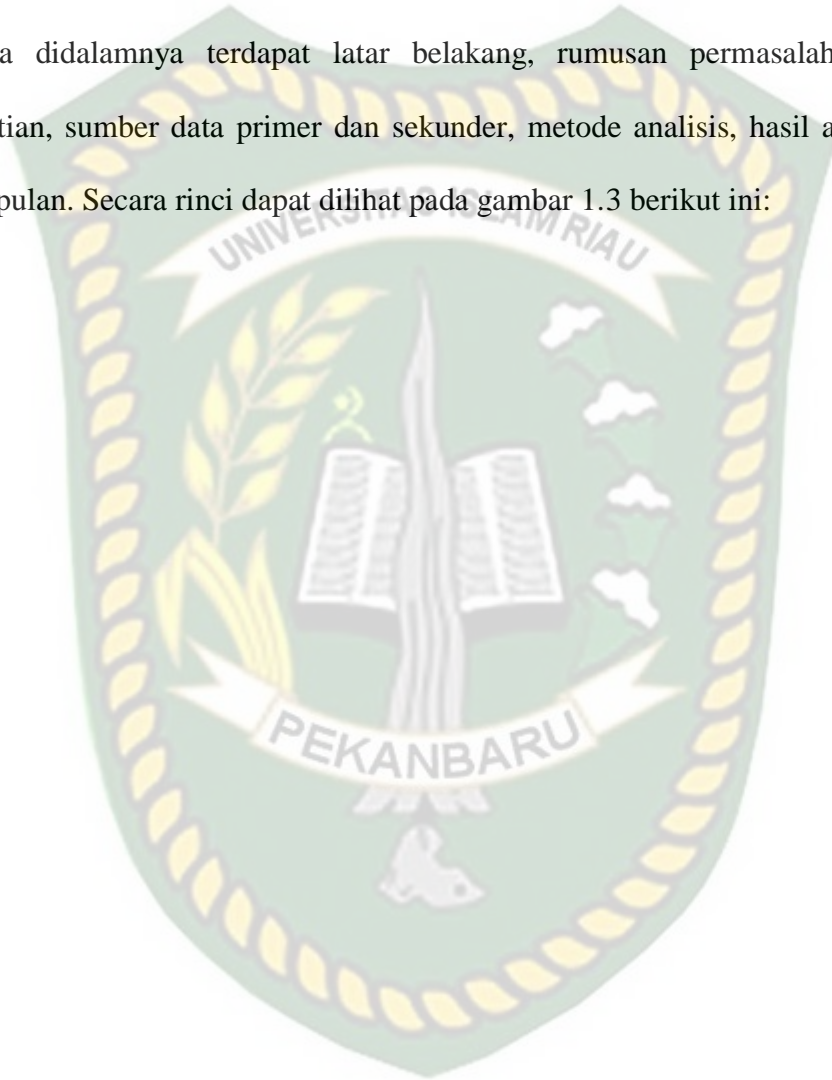 a didalamnya terdapat latar belakang, rumusan permasalah
tian, sumber data primer dan sekunder, metode analisis, hasil a
pulan. Secara rinci dapat dilihat pada gambar 1.3 berikut ini:
UNIVERSITAS ISLAM RIAU
PEKANBARU